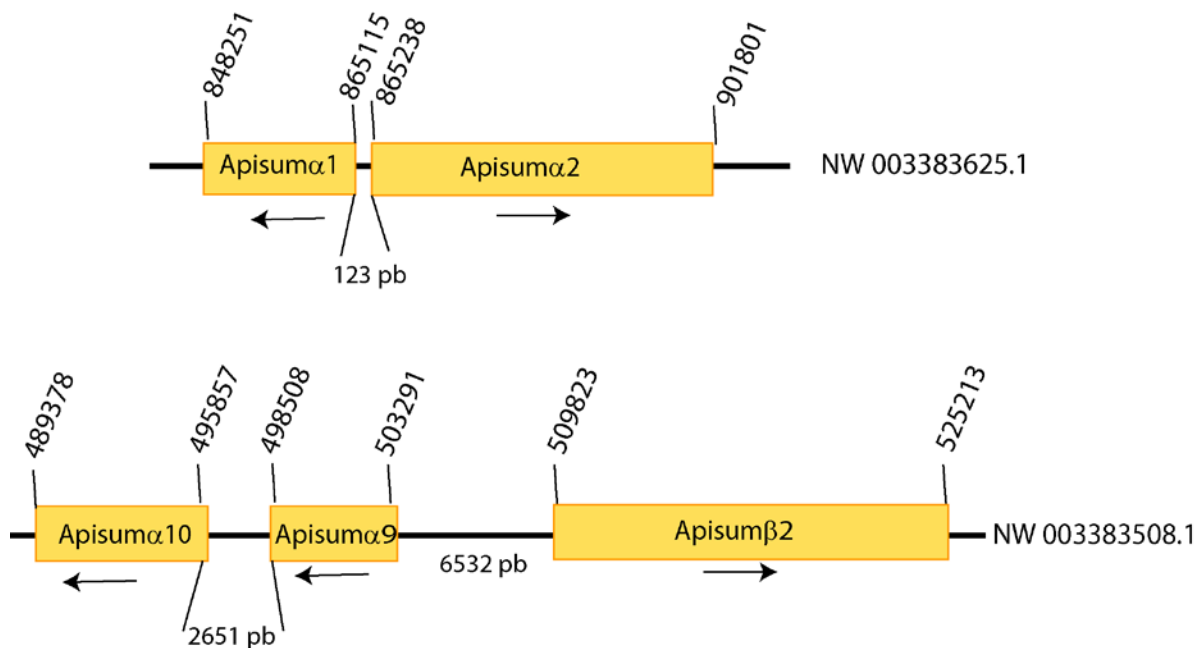 848251
865115
865238
901801
Apisumα1
Apisumα2
NW 003383625.1
123 pb
489378
495857
498508
503291
509823
525213
Apisumα10
Apisumα9
Apisumβ2
NW 003383508.1
6532 pb
2651 pb